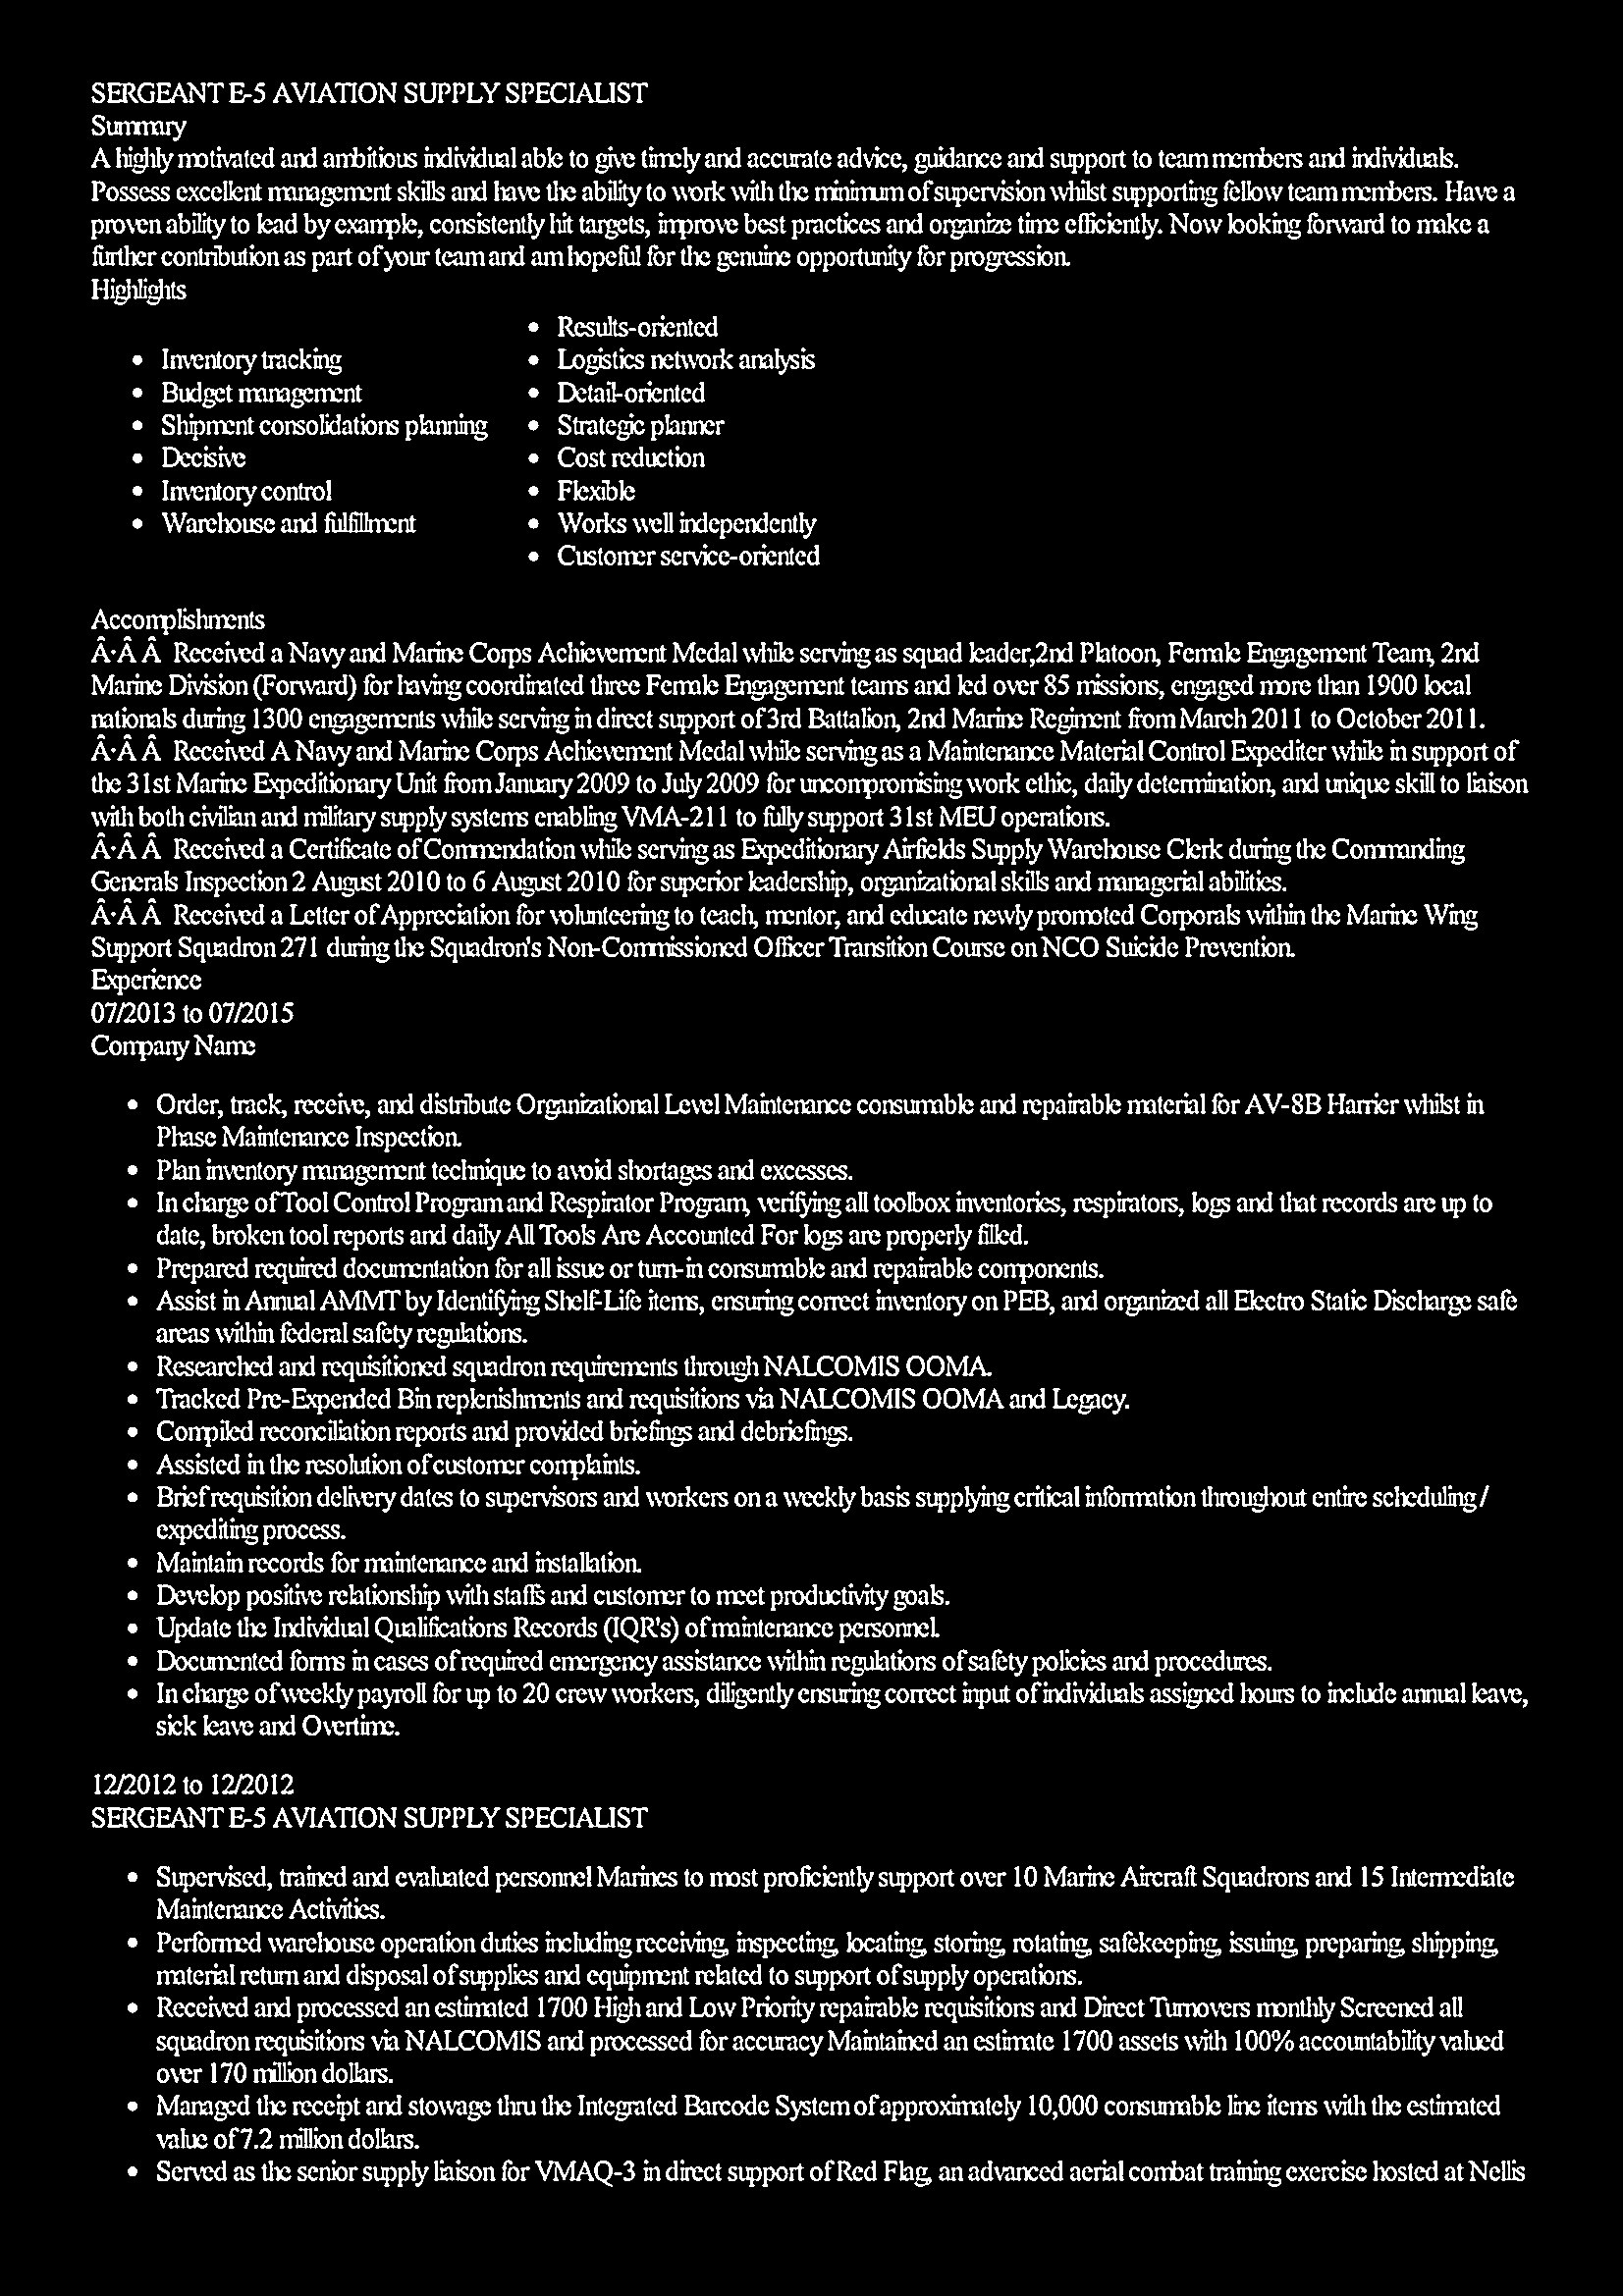 SERGEANT E-5 AVIATION SUPPLY SPECIALIST
Summary
A highly motivated and ambitious individual able to give timely and accurate advice, guidance and support to team members and individuals.
Possess excellent management skills and have the ability to work with the minimum of supervision whilst supporting fellow team members. Have a
proven ability to lead by example, consistently hit targets, improve best practices and organize time efficiently. Now looking forward to make a
further contribution as part of your team and am hopeful for the genuine opportunity for progression.
Highlights
• Inventory tracking
• Budget management
• Shipment consolidations planning
• Decisive
• Inventory control
• Warehouse and fulfillment
• Results-oriented
• Logistics network analysis
• Detail-oriented
• Strategic planner
• Cost reduction
• Flexible
• Works well independently
• Customer service-oriented
Accomplishments
Â·Â Â  Received a Navy and Marine Corps Achievement Medal while serving as squad leader,2nd Platoon, Female Engagement Team, 2nd
Marine Division (Forward) for having coordinated three Female Engagement teams and led over 85 missions, engaged more than 1900 local
nationals during 1300 engagements while serving in direct support of 3rd Battalion, 2nd Marine Regiment from March 2011 to October 2011.
Â·Â Â  Received A Navy and Marine Corps Achievement Medal while serving as a Maintenance Material Control Expediter while in support of
the 31st Marine Expeditionary Unit from January 2009 to July 2009 for uncompromising work ethic, daily determination, and unique skill to liaison
with both civilian and military supply systems enabling VMA-211 to fully support 31st MEU operations.
Â·Â Â  Received a Certificate of Commendation while serving as Expeditionary Airfields Supply Warehouse Clerk during the Commanding
Generals Inspection 2 August 2010 to 6 August 2010 for superior leadership, organizational skills and managerial abilities.
Â·Â Â  Received a Letter of Appreciation for volunteering to teach, mentor, and educate newly promoted Corporals within the Marine Wing
Support Squadron 271 during the Squadron's Non-Commissioned Officer Transition Course on NCO Suicide Prevention.
Experience
07/2013 to 07/2015
Company Name
• Order, track, receive, and distribute Organizational Level Maintenance consumable and repairable material for AV-8B Harrier whilst in
Phase Maintenance Inspection.
• Plan inventory management technique to avoid shortages and excesses.
• In charge of Tool Control Program and Respirator Program, verifying all toolbox inventories, respirators, logs and that records are up to
date, broken tool reports and daily All Tools Are Accounted For logs are properly filled.
• Prepared required documentation for all issue or turn-in consumable and repairable components.
• Assist in Annual AMMT by Identifying Shelf-Life items, ensuring correct inventory on PEB, and organized all Electro Static Discharge safe
areas within federal safety regulations.
• Researched and requisitioned squadron requirements through NALCOMIS OOMA.
• Tracked Pre-Expended Bin replenishments and requisitions via NALCOMIS OOMA and Legacy.
• Compiled reconciliation reports and provided briefings and debriefings.
• Assisted in the resolution of customer complaints.
• Brief requisition delivery dates to supervisors and workers on a weekly basis supplying critical information throughout entire scheduling /
expediting process.
• Maintain records for maintenance and installation.
• Develop positive relationship with staffs and customer to meet productivity goals.
• Update the Individual Qualifications Records (IQR's) of maintenance personnel.
• Documented forms in cases of required emergency assistance within regulations of safety policies and procedures.
• In charge of weekly payroll for up to 20 crew workers, diligently ensuring correct input of individuals assigned hours to include annual leave,
sick leave and Overtime.
12/2012 to 12/2012
SERGEANT E-5 AVIATION SUPPLY SPECIALIST
• Supervised, trained and evaluated personnel Marines to most proficiently support over 10 Marine Aircraft Squadrons and 15 Intermediate
Maintenance Activities.
• Performed warehouse operation duties including receiving, inspecting, locating, storing, rotating, safekeeping, issuing, preparing, shipping,
material return and disposal of supplies and equipment related to support of supply operations.
• Received and processed an estimated 1700 High and Low Priority repairable requisitions and Direct Turnovers monthly Screened all
squadron requisitions via NALCOMIS and processed for accuracy Maintained an estimate 1700 assets with 100% accountability valued
over 170 million dollars.
• Managed the receipt and stowage thru the Integrated Barcode System of approximately 10,000 consumable line items with the estimated
value of 7.2 million dollars.
• Served as the senior supply liaison for VMAQ-3 in direct support of Red Flag, an advanced aerial combat training exercise hosted at Nellis